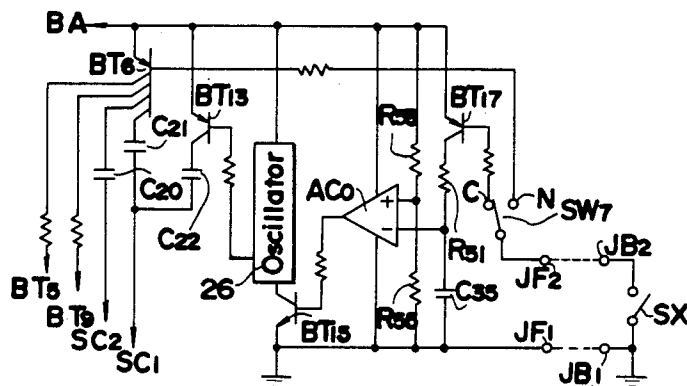 BA
BT6
BT13
BT17
R55
C21
C20
C22
Oscillator
26
ACo
+
-
C
N
SW7
R51
JF2
JB2
BT5
BT9
SC2
SC1
BT15
R56
C35
SX
JF1
JB1